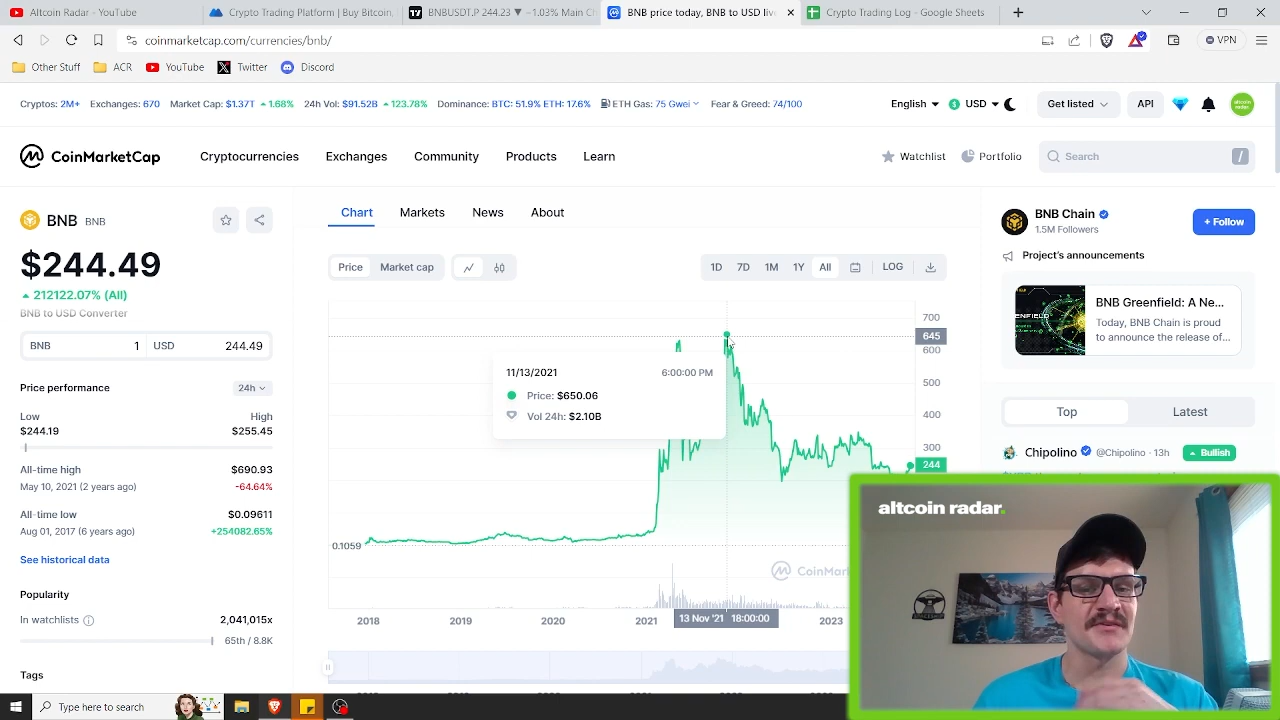 Altcoin Radar - YouTube
Crypto Trading Platform | Buy Bitcoin,
BNBUSDT.P 244.23 ▼ −1.03% Main C
BNB price today, BNB to USD live
Crypto Trading Log - Google Sheets
coinmarketcap.com/currencies/bnb/
VPN
Other Stuff
ACR
YouTube
Twitter
Discord
Cryptos: 2M+
Exchanges: 670
Market Cap: $1.37T 1.68%
24h Vol: $91.52B 123.78%
Dominance: BTC: 51.9% ETH: 17.6%
ETH Gas: 75 Gwei
Fear & Greed: 74/100
English
USD
Get listed
API
altcoin radar.
CoinMarketCap
Cryptocurrencies
Exchanges
Community
Products
Learn
Watchlist
Portfolio
Search
/
BNB BNB
$244.49
212122.07% (All)
BNB to USD Converter
BNB 1
USD 244.49
Price performance
24h
Low
High
$244.19
$255.45
All-time high
$690.93
May 10, 2021 (2 years ago)
-64.64%
All-time low
$0.09611
Aug 01, 2017 (6 years ago)
+254082.65%
See historical data
Popularity
In watchlists
2,041,015x
65th / 8.8K
Tags
Chart
Markets
News
About
Price
Market cap
1D
7D
1M
1Y
All
LOG
700
645
600
500
400
300
244
11/13/2021
6:00:00 PM
Price: $650.06
Vol 24h: $2.10B
0.1059
CoinMar
2018
2019
2020
2021
13 Nov '21 18:00:00
2023
BNB Chain
1.5M Followers
+ Follow
Project's announcements
ENFIELD
BNB Greenfield: A Ne...
Today, BNB Chain is proud
to announce the release of...
Top
Latest
Chipolino
@Chipolino · 13h
Bullish
altcoin radar.
Type here to search